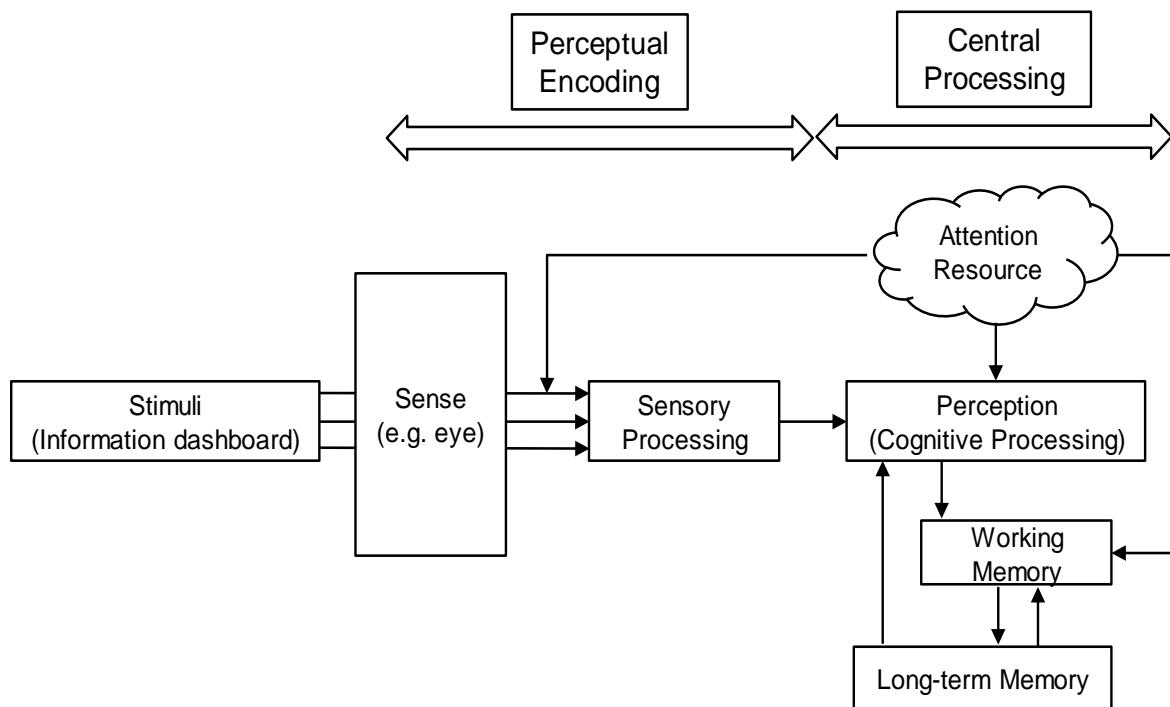 Perceptual
Encoding
Central
Processing
Attention
Resource
Stimuli
(Information dashboard)
Sense
(e.g. eye)
Sensory
Processing
Perception
(Cognitive Processing)
Working
Memory
Long-term Memory